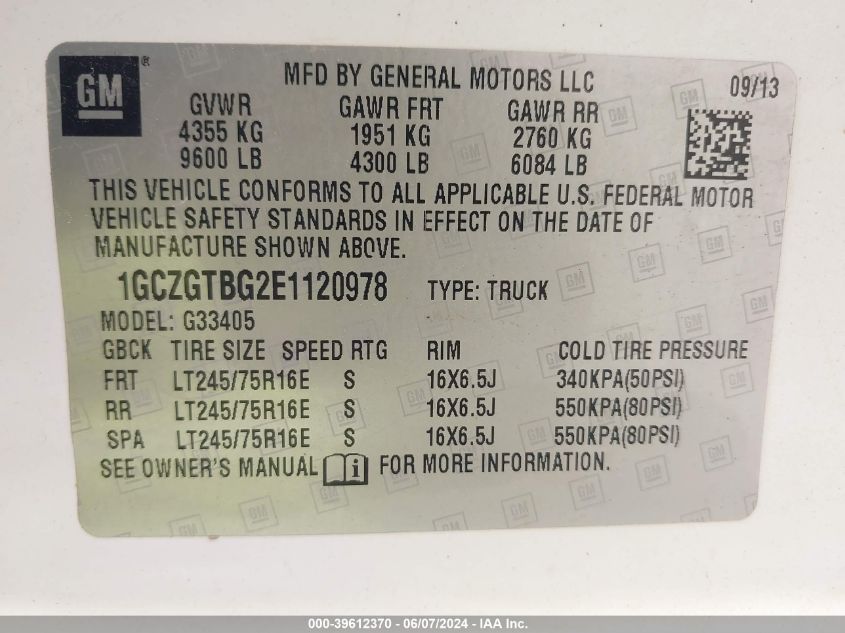 GM ®
MFD BY GENERAL MOTORS LLC 09/13
GVWR GAWR FRT GAWR RR
4355 KG 1951 KG 2760 KG
9600 LB 4300 LB 6084 LB
THIS VEHICLE CONFORMS TO ALL APPLICABLE U.S. FEDERAL MOTOR
VEHICLE SAFETY STANDARDS IN EFFECT ON THE DATE OF
MANUFACTURE SHOWN ABOVE.
1GCZGTBG2E1120978 TYPE: TRUCK
MODEL: G33405
GBCK TIRE SIZE SPEED RTG RIM COLD TIRE PRESSURE
FRT LT245/75R16E S 16X6.5J 340KPA(50PSI)
RR LT245/75R16E S 16X6.5J 550KPA(80PSI)
SPA LT245/75R16E S 16X6.5J 550KPA(80PSI)
SEE OWNER'S MANUAL i FOR MORE INFORMATION.
000-39612370 - 06/07/2024 - IAA Inc.